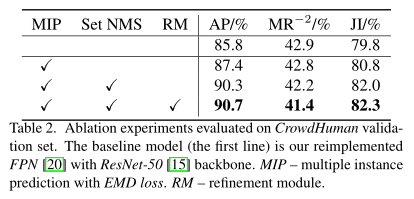 MIP Set NMS RM AP/% MR⁻²/% JI/%
85.8 42.9 79.8
✓ 87.4 42.8 80.8
✓ ✓ 90.3 42.2 82.0
✓ ✓ ✓ 90.7 41.4 82.3
Table 2. Ablation experiments evaluated on CrowdHuman valida-
tion set. The baseline model (the first line) is our reimplemented
FPN [20] with ResNet-50 [15] backbone. MIP – multiple instance
prediction with EMD loss. RM – refinement module.